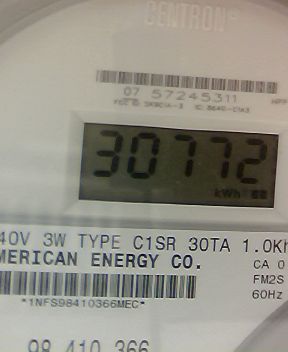 CENTRON®
07 57245311
30772
kWh
40V 3W TYPE C1SR 30TA 1.0Kh
MERICAN ENERGY CO.
CA 0
FM2S
60Hz
*1NFS98410366MEC*
98 410 366